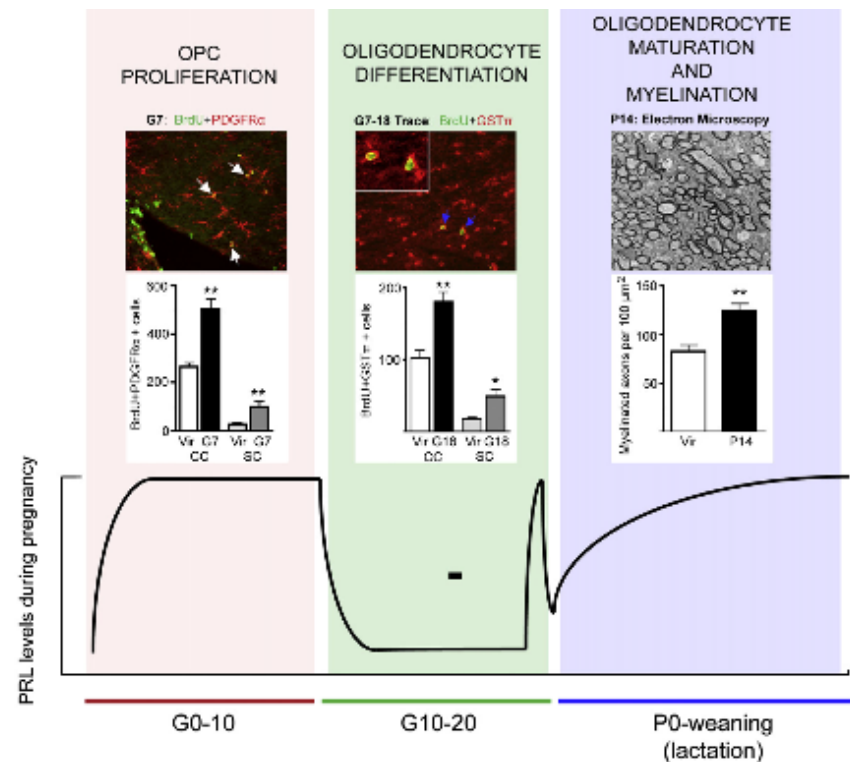 OPC
PROLIFERATION
OLIGODENDROCYTE
DIFFERENTIATION
OLIGODENDROCYTE
MATURATION
AND
MYELINATION
G7: BrdU+PDGFRα
G7-18 Trace: BrdU+GSTπ
P14: Electron Microscopy
BrdU+PDGFRα + cells
600
400
200
0
**
**
Vir G7 Vir G7
CC SC
BrdU+GSTπ + cells
200
100
**
*
Vir G18 Vir G18
CC SC
Myelinated axons per 100 µm²
150
100
50
**
Vir P14
PRL levels during pregnancy
G0-10
G10-20
P0-weaning
(lactation)